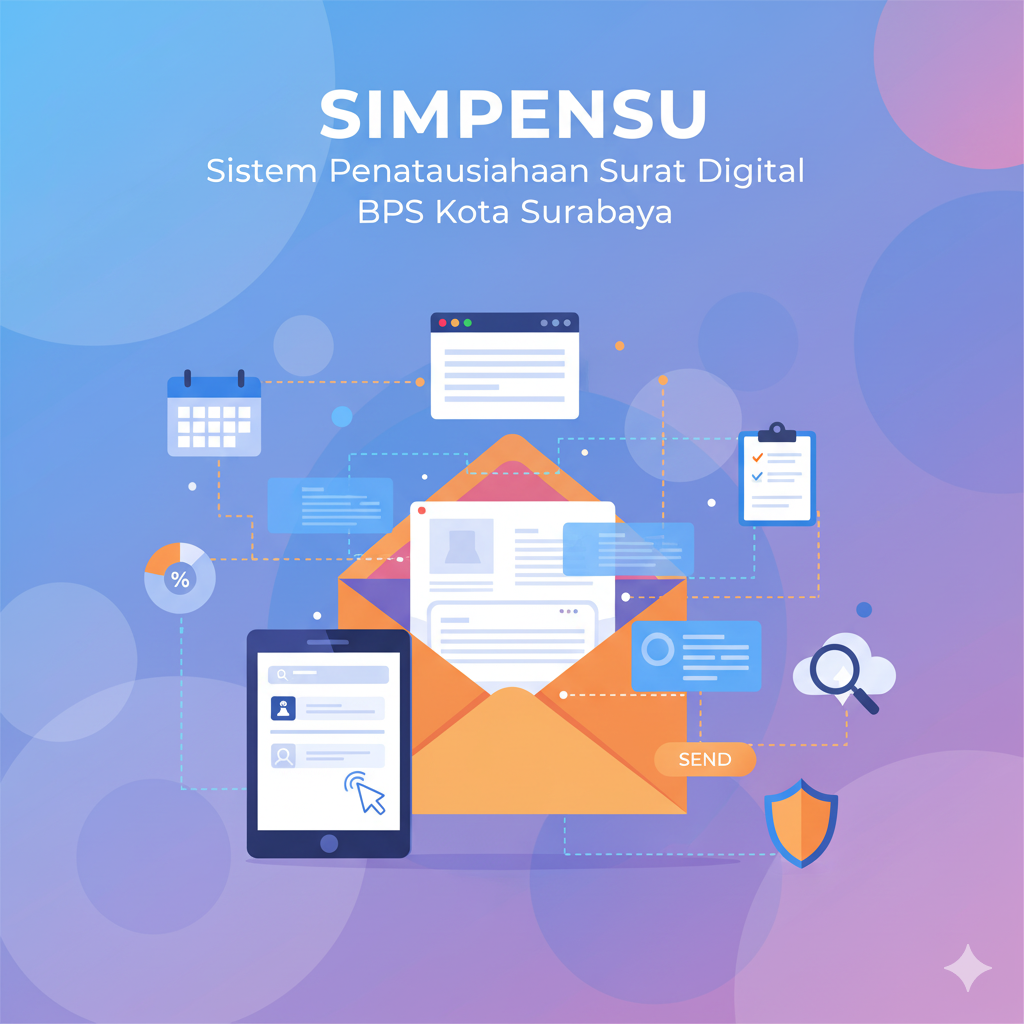 SIMPENSU
Sistem Penatausiahaan Surat Digital
BPS Kota Surabaya
%
SEND